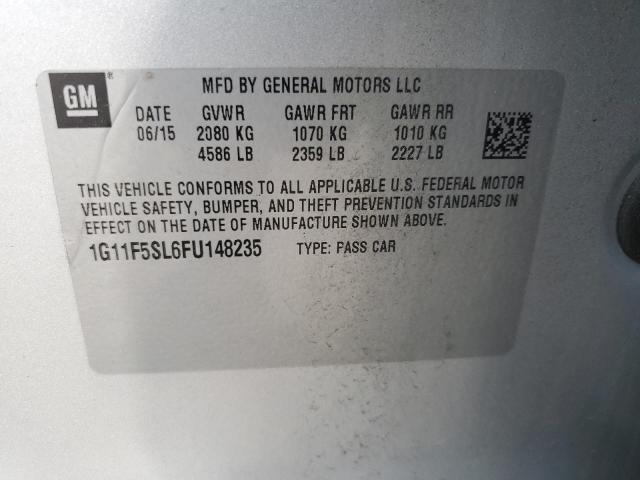 GM® MFD BY GENERAL MOTORS LLC
DATE GVWR GAWR FRT GAWR RR
06/15 2080 KG 1070 KG 1010 KG
4586 LB 2359 LB 2227 LB
THIS VEHICLE CONFORMS TO ALL APPLICABLE U.S. FEDERAL MOTOR
VEHICLE SAFETY, BUMPER, AND THEFT PREVENTION STANDARDS IN
EFFECT ON THE DATE OF MANUFACTURE SHOWN ABOVE.
1G11F5SL6FU148235 TYPE: PASS CAR